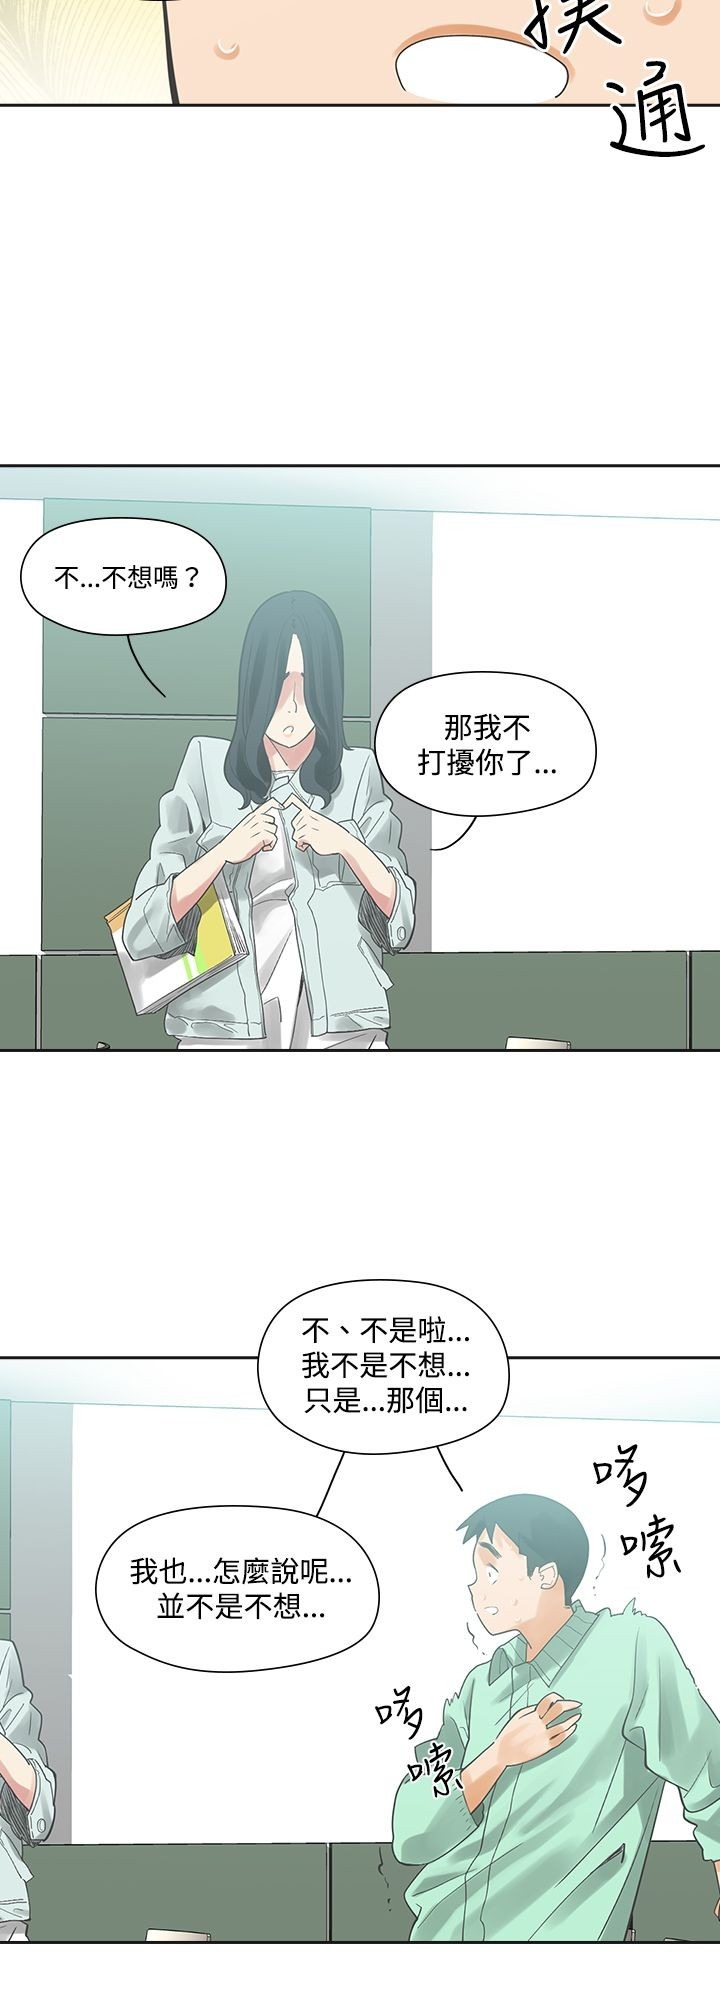 撲
通
不...不想嗎？
那我不
打擾你了...
不、不是啦...
我不是不想...
只是...那個...
我也...怎麼說呢...
並不是不想...
哆
嗦
哆
嗦